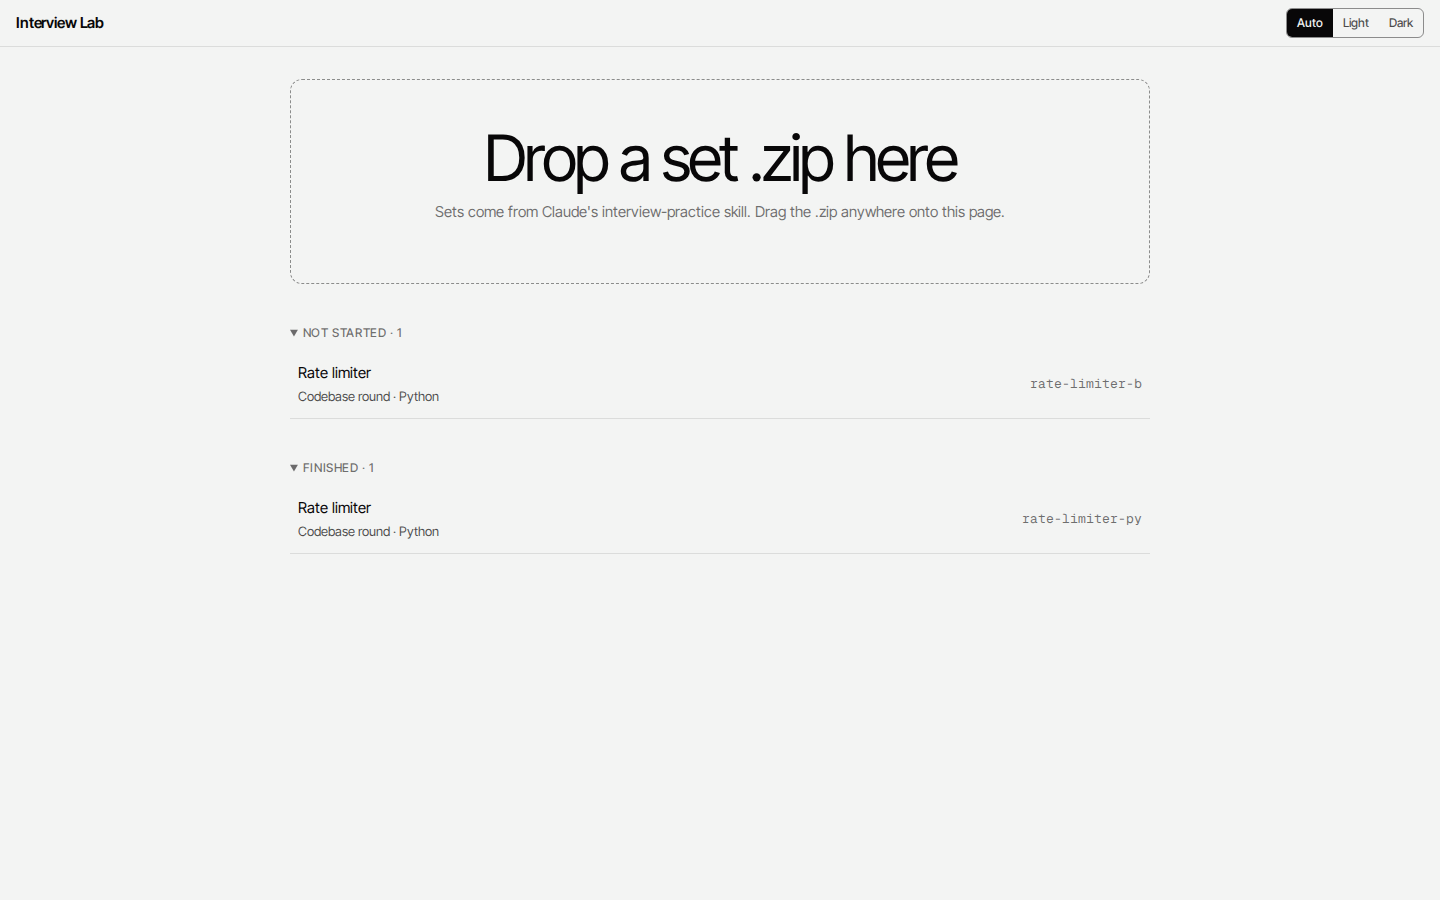 Interview Lab
Auto Light Dark
Drop a set .zip here
Sets come from Claude's interview-practice skill. Drag the .zip anywhere onto this page.
NOT STARTED · 1
Rate limiter
Codebase round · Python
rate-limiter-b
FINISHED · 1
Rate limiter
Codebase round · Python
rate-limiter-py